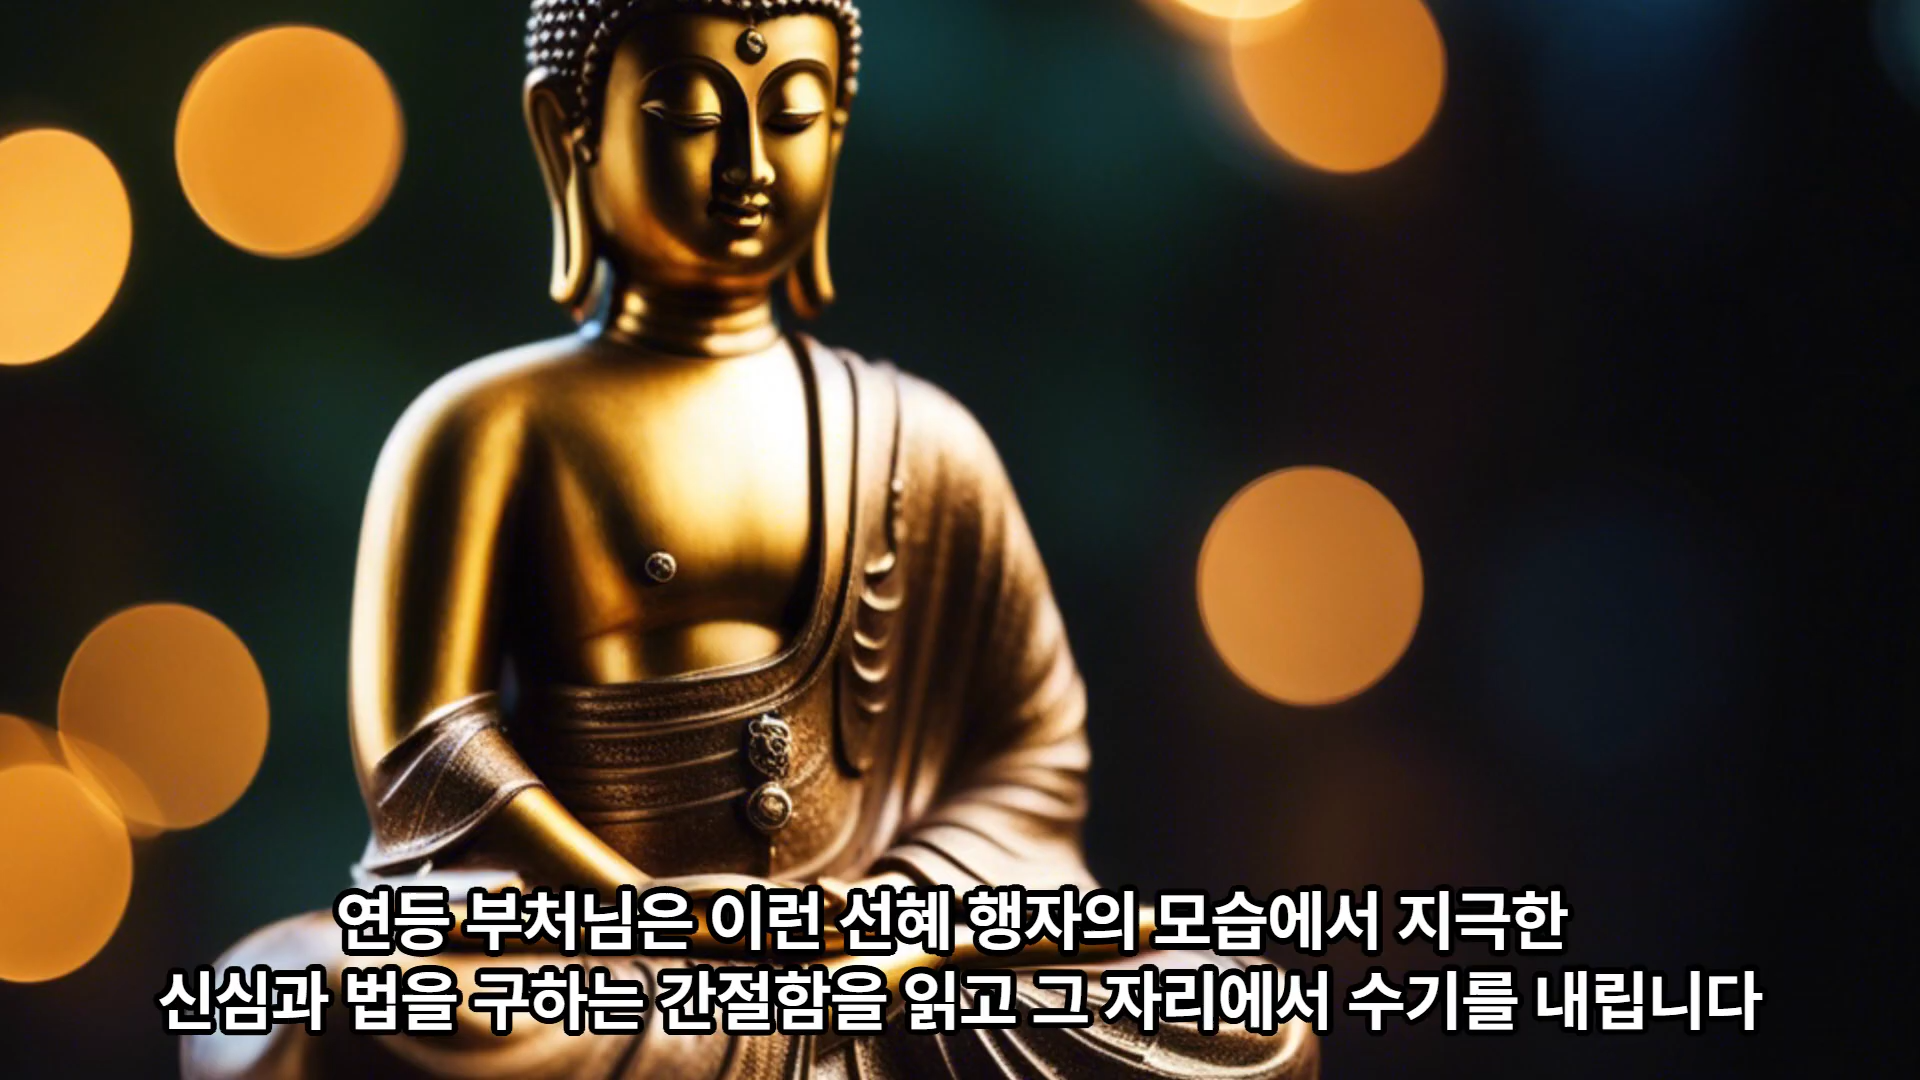 연등 부처님은 이런 선혜 행자의 모습에서 지극한
신심과 법을 구하는 간절함을 읽고 그 자리에서 수기를 내립니다